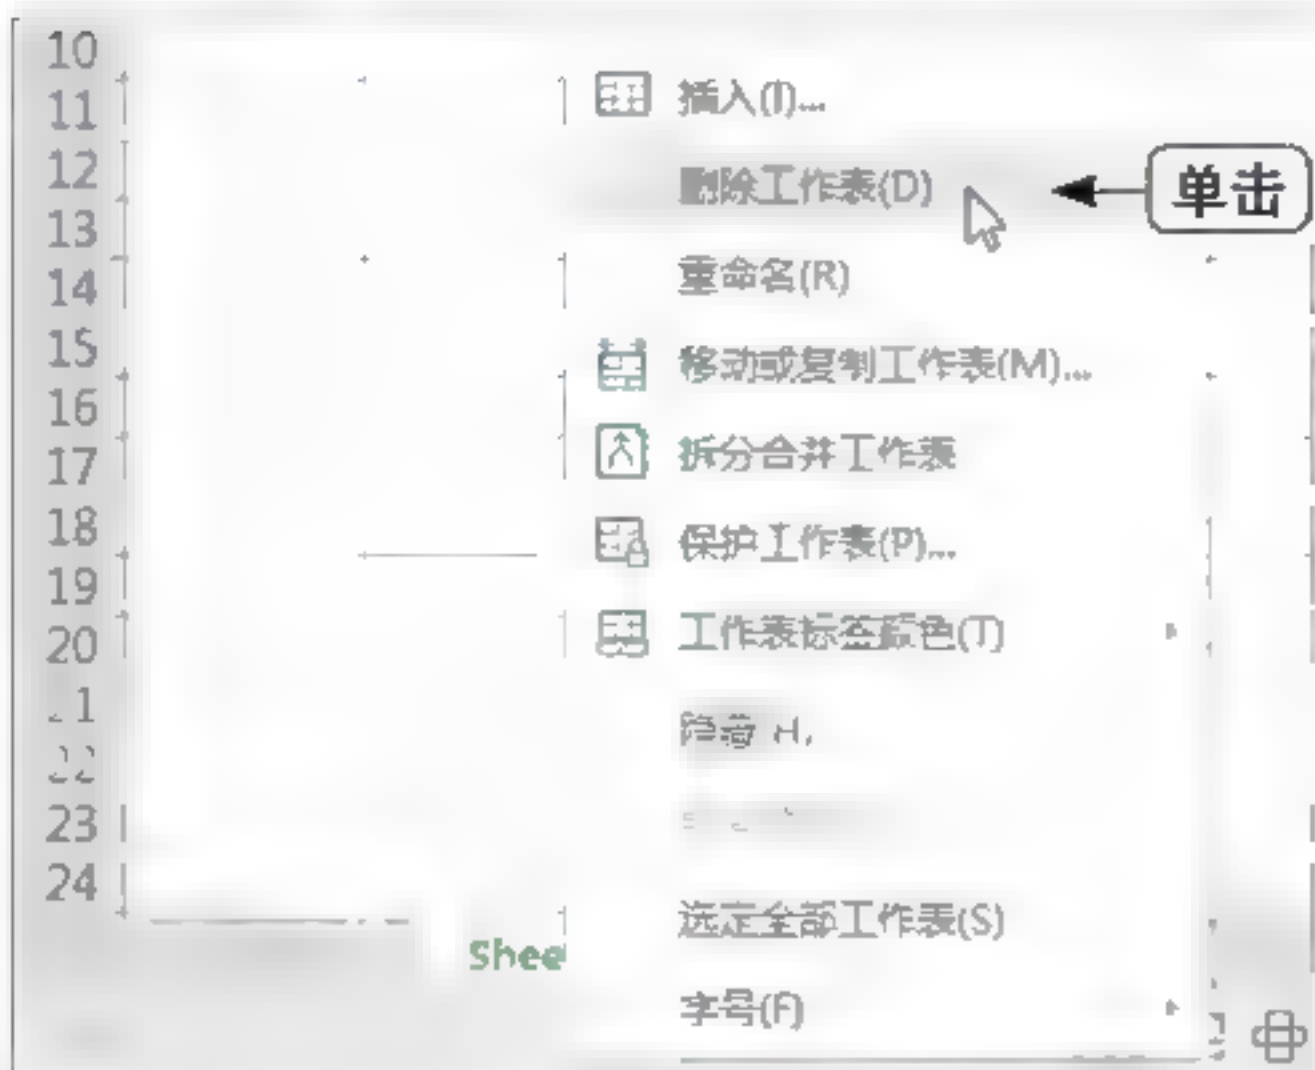 10
插入(I)...
11
12
删除工作表(D)
单击
13
重命名(R)
14
15
移动或复制工作表(M)...
16
17
拆分合并工作表
18
保护工作表(P)...
19
20
工作表标签颜色(T)
23
24
选定全部工作表(S)
Shee
字号(F)